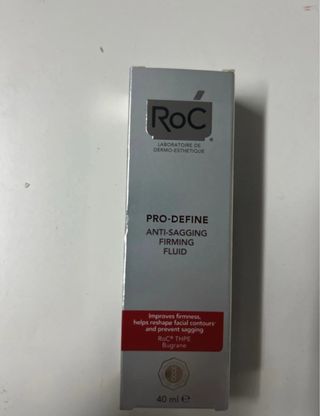 RoC®
LABORATOIRE DE
DERMO-ESTHÉTIQUE
PRO-DEFINE
ANTI-SAGGING
FIRMING
FLUID
Improves firmness,
helps reshape facial contours
and prevent sagging
RoC® THPE
Bugrane
40 ml e